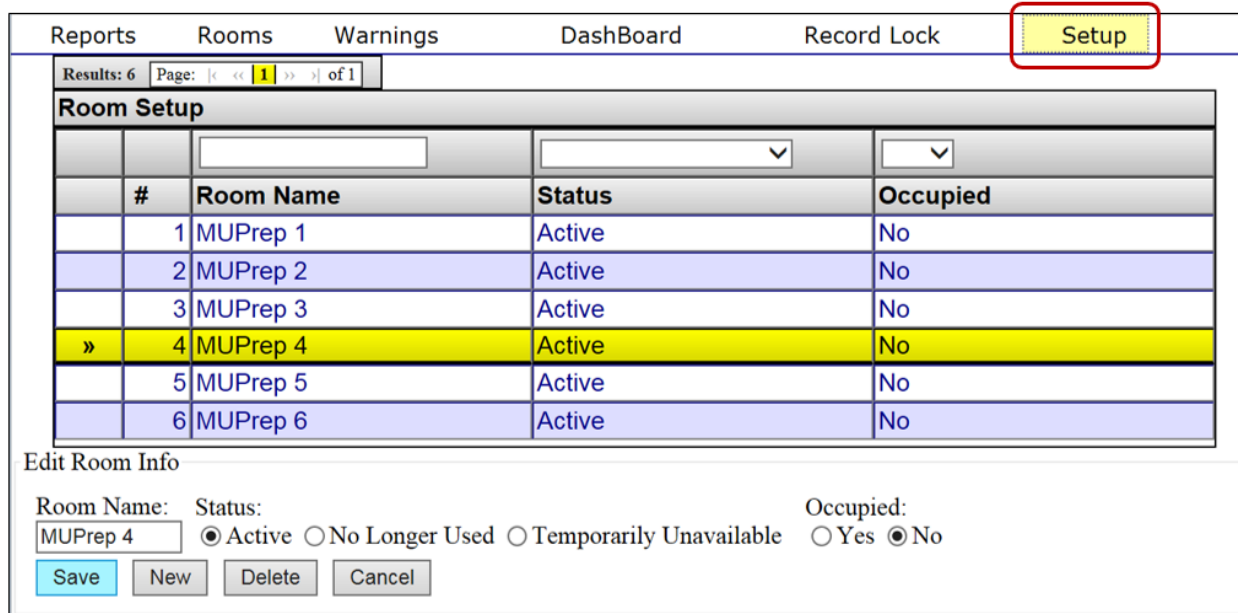 Reports Rooms Warnings DashBoard Record Lock Setup
Results: 6 Page: |‹ ‹‹ 1 ›› ›| of 1
Room Setup
# Room Name Status Occupied
1 MUPrep 1 Active No
2 MUPrep 2 Active No
3 MUPrep 3 Active No
» 4 MUPrep 4 Active No
5 MUPrep 5 Active No
6 MUPrep 6 Active No
Edit Room Info
Room Name: Status: Occupied:
MUPrep 4 Active No Longer Used Temporarily Unavailable Yes No
Save New Delete Cancel